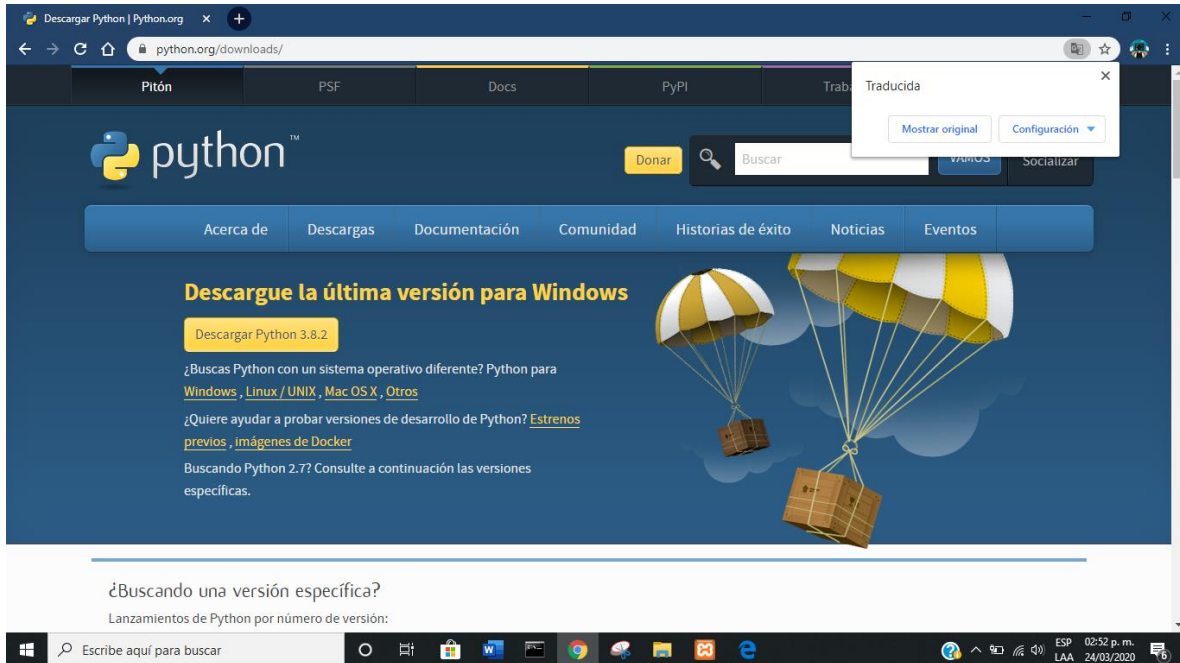 Descargar Python | Python.org
python.org/downloads/
Pitón PSF Docs PyPI
Traducida
Mostrar original Configuración
python™
Donar Buscar VAMOS Socializar
Acerca de Descargas Documentación Comunidad Historias de éxito Noticias Eventos
Descargue la última versión para Windows
Descargar Python 3.8.2
¿Buscas Python con un sistema operativo diferente? Python para
Windows , Linux / UNIX , Mac OS X , Otros
¿Quiere ayudar a probar versiones de desarrollo de Python? Estrenos
previos , imágenes de Docker
Buscando Python 2.7? Consulte a continuación las versiones
específicas.
¿Buscando una versión específica?
Lanzamientos de Python por número de versión:
Escribe aquí para buscar
ESP 02:52 p. m.
LAA 24/03/2020
6